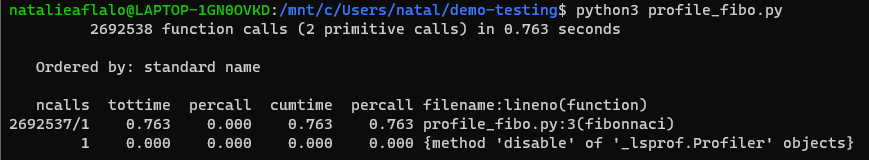 natalieaflalo@LAPTOP-1GN0OVKD:/mnt/c/Users/natal/demo-testing$ python3 profile_fibo.py
         2692538 function calls (2 primitive calls) in 0.763 seconds

   Ordered by: standard name

   ncalls  tottime  percall  cumtime  percall filename:lineno(function)
2692537/1    0.763    0.000    0.763    0.763 profile_fibo.py:3(fibonnaci)
        1    0.000    0.000    0.000    0.000 {method 'disable' of '_lsprof.Profiler' objects}